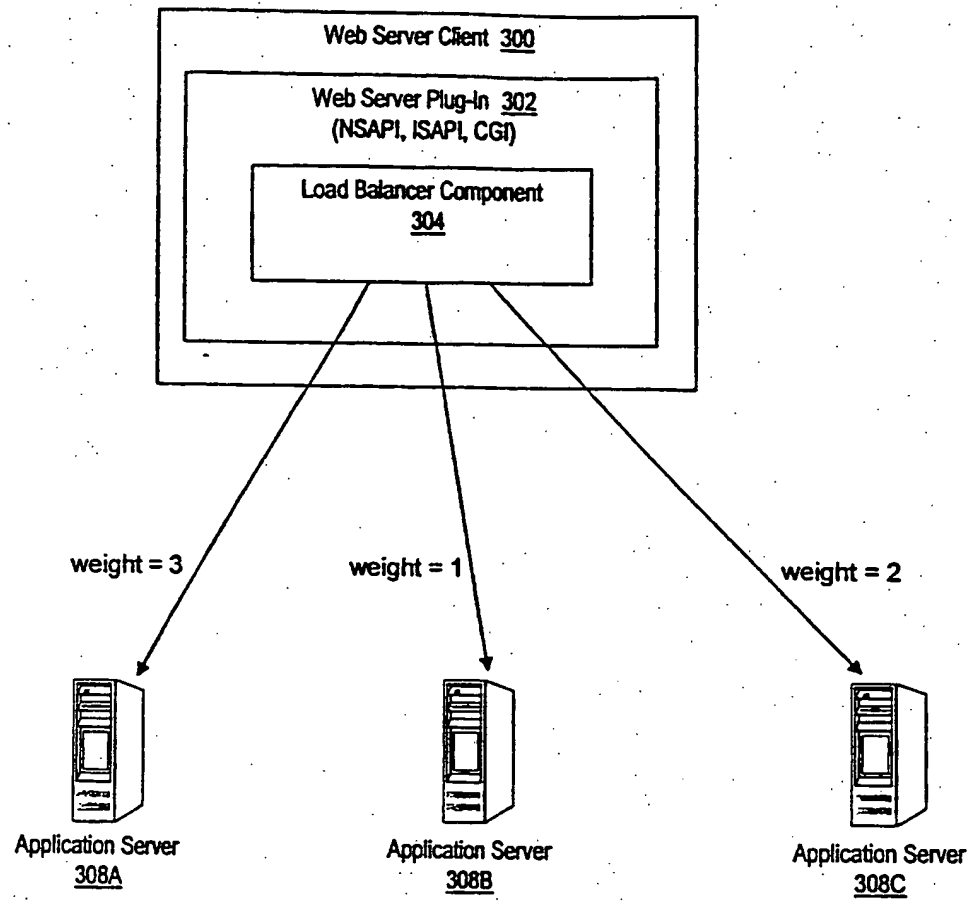 Web Server Client 300
Web Server Plug-In 302
(NSAPI, ISAPI, CGI)
Load Balancer Component
304
weight = 3
weight = 1
weight = 2
Application Server
308A
Application Server
308B
Application Server
308C